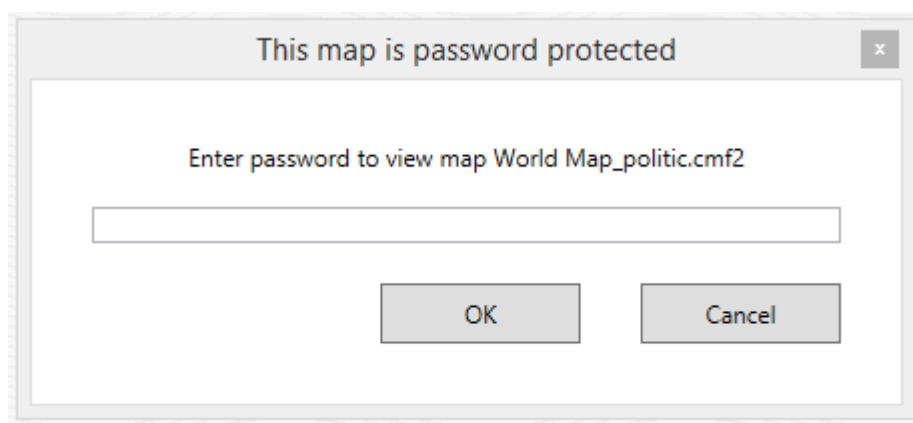 This map is password protected
x
Enter password to view map World Map_politic.cmf2
OK
Cancel